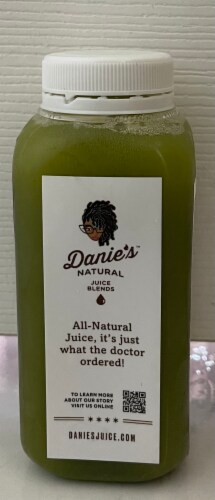 Danie's™
NATURAL
JUICE
BLENDS
All-Natural
Juice, it's just
what the doctor
ordered!
TO LEARN MORE
ABOUT OUR STORY
VISIT US ONLINE
DANIESJUICE.COM